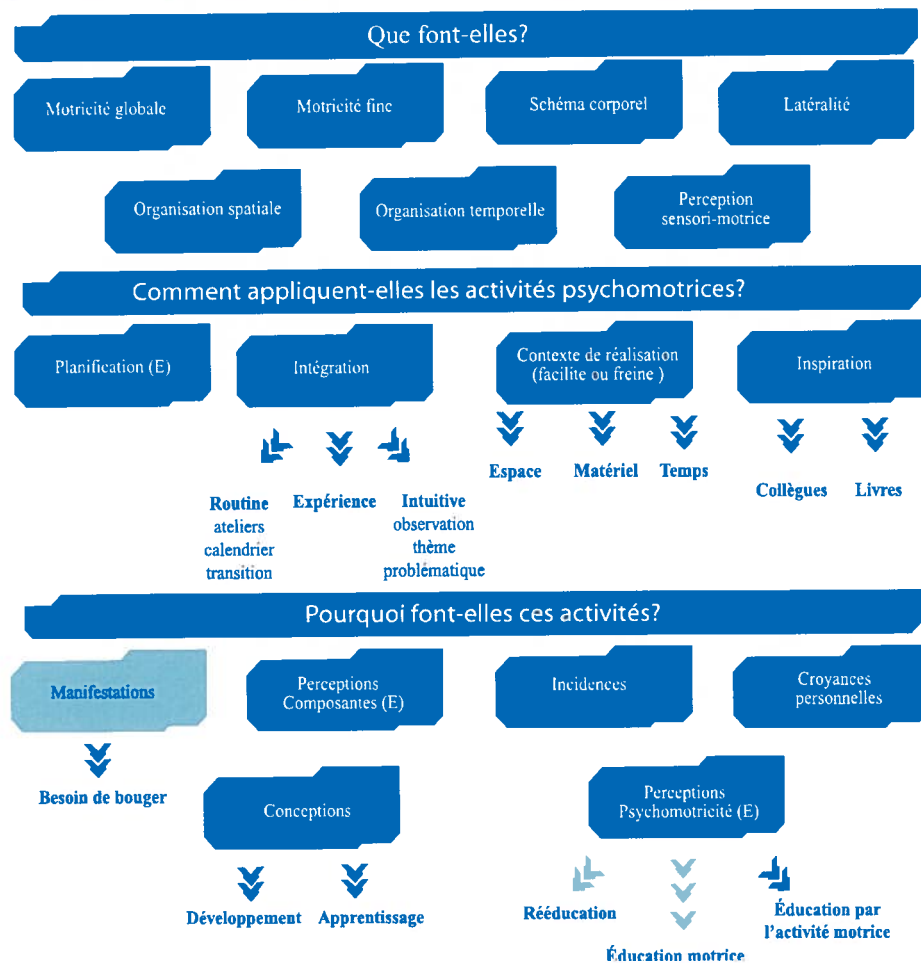 Que font-elles?
Motricité globale
Motricité fine
Schéma corporel
Latéralité
Organisation spatiale
Organisation temporelle
Perception
sensori-motrice
Comment appliquent-elles les activités psychomotrices?
Planification (E)
Intégration
Contexte de réalisation
(facilite ou freine )
Inspiration
Espace
Matériel
Temps
Collègues
Livres
Routine
ateliers
calendrier
transition
Expérience
Intuitive
observation
thème
problématique
Pourquoi font-elles ces activités?
Manifestations
Perceptions
Composantes (E)
Incidences
Croyances
personnelles
Besoin de bouger
Conceptions
Perceptions
Psychomotricité (E)
Développement
Apprentissage
Rééducation
Éducation motrice
Éducation par
l'activité motrice